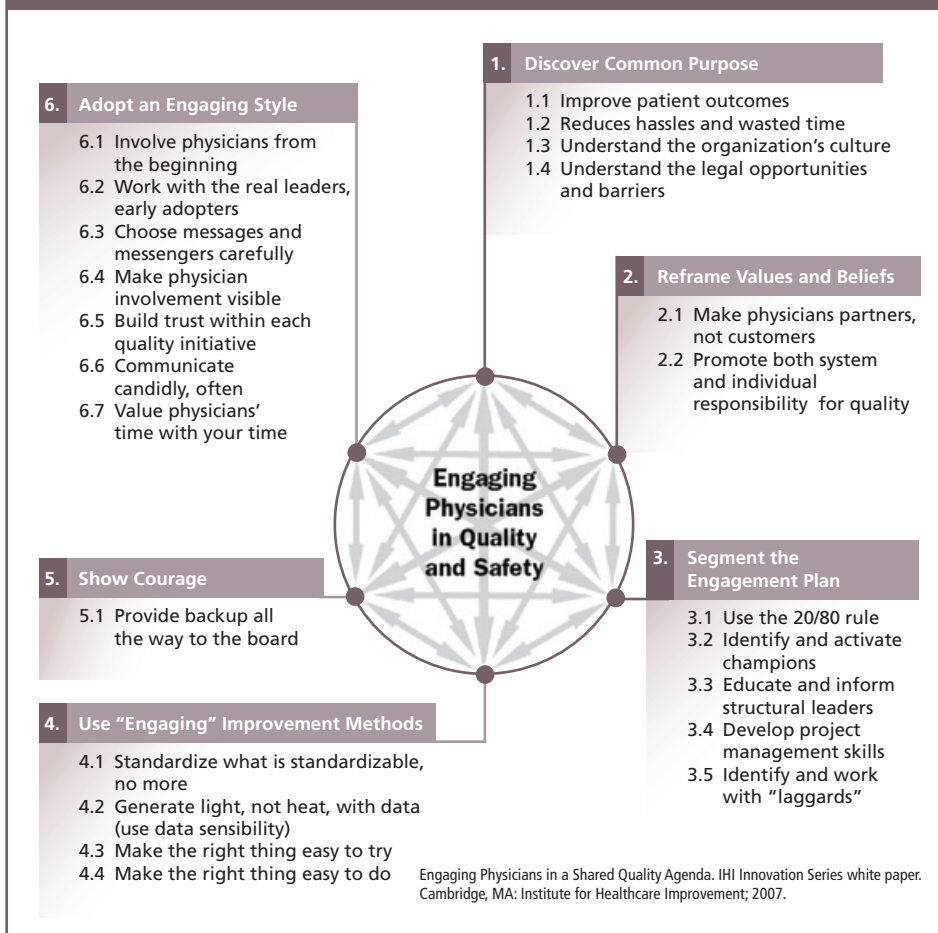 1. Discover Common Purpose
1.1 Improve patient outcomes
1.2 Reduces hassles and wasted time
1.3 Understand the organization's culture
1.4 Understand the legal opportunities
and barriers
2. Reframe Values and Beliefs
2.1 Make physicians partners,
not customers
2.2 Promote both system
and individual
responsibility for quality
3. Segment the
Engagement Plan
3.1 Use the 20/80 rule
3.2 Identify and activate
champions
3.3 Educate and inform
structural leaders
3.4 Develop project
management skills
3.5 Identify and work
with "laggards"
4. Use "Engaging" Improvement Methods
4.1 Standardize what is standardizable,
no more
4.2 Generate light, not heat, with data
(use data sensibility)
4.3 Make the right thing easy to try
4.4 Make the right thing easy to do
5. Show Courage
5.1 Provide backup all
the way to the board
6. Adopt an Engaging Style
6.1 Involve physicians from
the beginning
6.2 Work with the real leaders,
early adopters
6.3 Choose messages and
messengers carefully
6.4 Make physician
involvement visible
6.5 Build trust within each
quality initiative
6.6 Communicate
candidly, often
6.7 Value physicians'
time with your time
Engaging
Physicians
in Quality
and Safety
Engaging Physicians in a Shared Quality Agenda. IHI Innovation Series white paper.
Cambridge, MA: Institute for Healthcare Improvement; 2007.